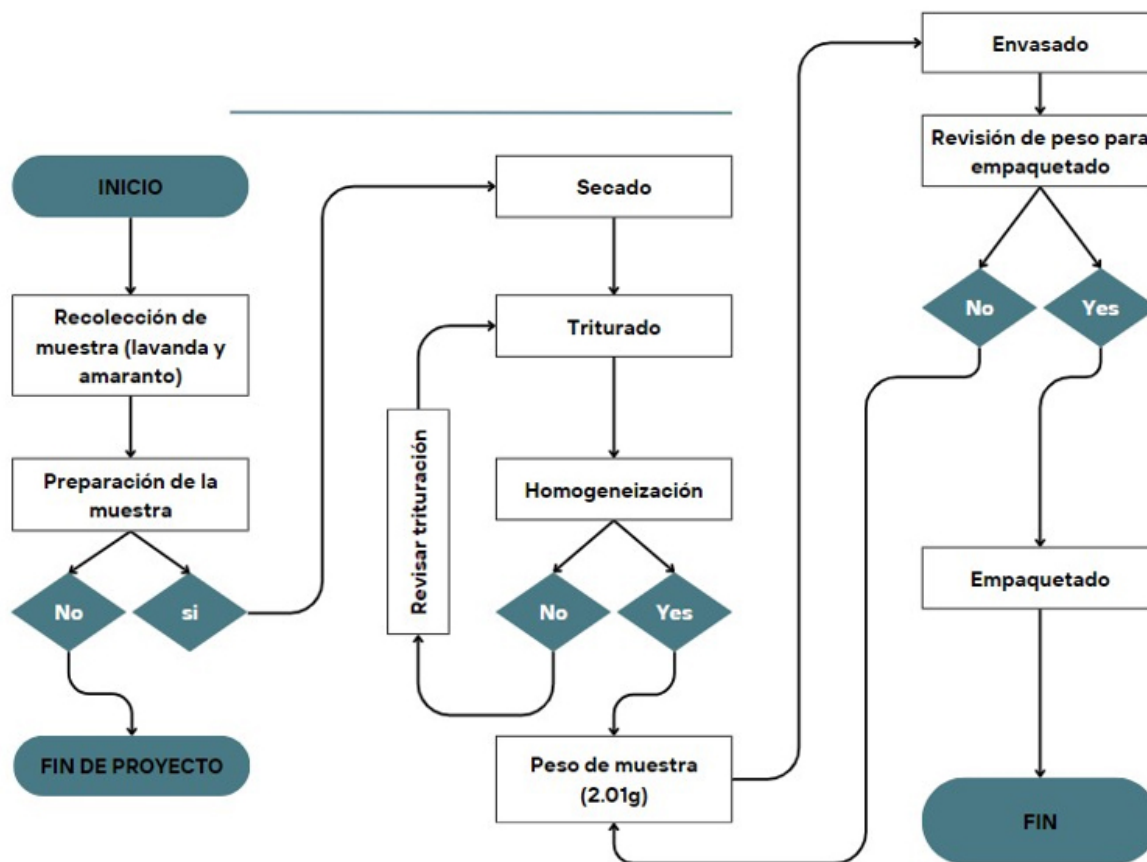 INICIO
Recolección de
muestra (lavanda y
amaranto)
Preparación de la
muestra
No
si
FIN DE PROYECTO
Secado
Triturado
Revisar trituración
Homogeneización
No
Yes
Peso de muestra
(2.01g)
Envasado
Revisión de peso para
empaquetado
No
Yes
Empaquetado
FIN